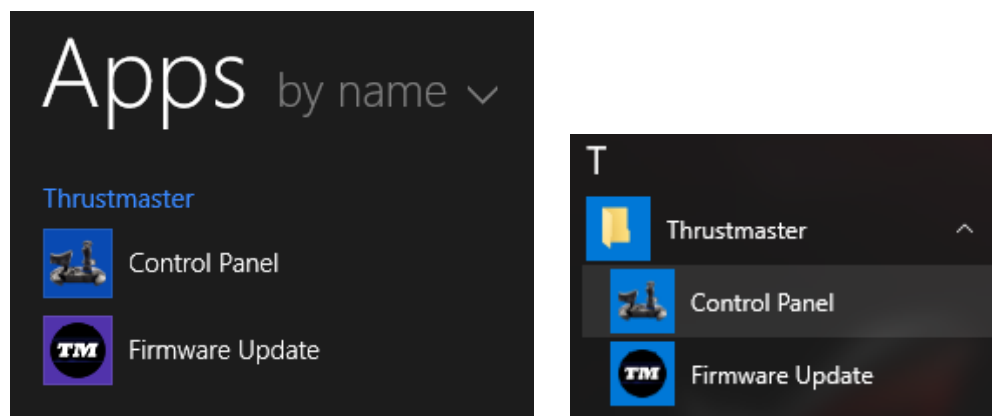 Apps by name
Thrustmaster
Control Panel
TM Firmware Update
T
Thrustmaster
Control Panel
TM Firmware Update